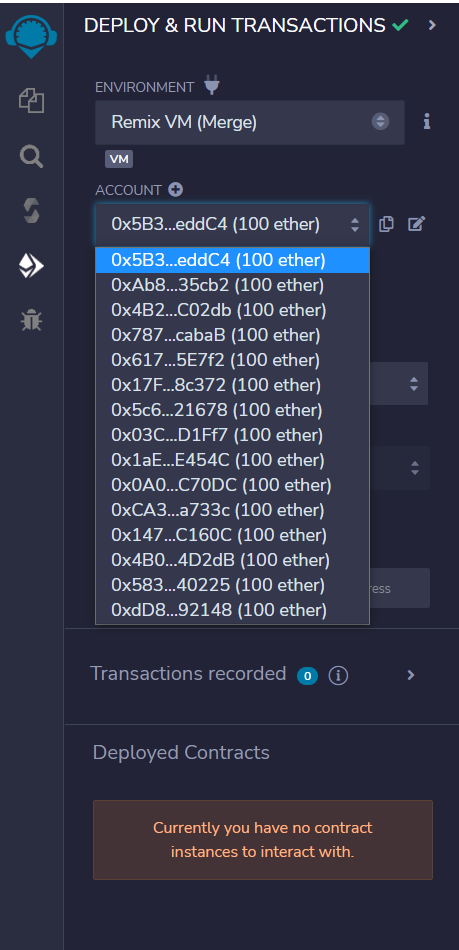 DEPLOY & RUN TRANSACTIONS
ENVIRONMENT
Remix VM (Merge)
VM
ACCOUNT
0x5B3...eddC4 (100 ether)
0x5B3...eddC4 (100 ether)
0xAb8...35cb2 (100 ether)
0x4B2...C02db (100 ether)
0x787...cabaB (100 ether)
0x617...5E7f2 (100 ether)
0x17F...8c372 (100 ether)
0x5c6...21678 (100 ether)
0x03C...D1Ff7 (100 ether)
0x1aE...E454C (100 ether)
0x0A0...C70DC (100 ether)
0xCA3...a733c (100 ether)
0x147...C160C (100 ether)
0x4B0...4D2dB (100 ether)
0x583...40225 (100 ether)
0xdD8...92148 (100 ether)
ress
Transactions recorded 0
Deployed Contracts
Currently you have no contract
instances to interact with.